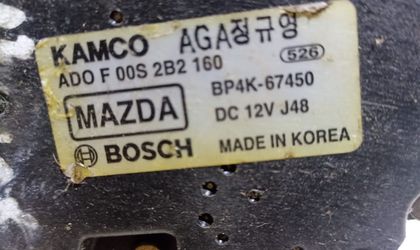 KAMCO AGA정규영
ADO F 00S 2B2 160 526
MAZDA BP4K-67450
DC 12V J48
BOSCH MADE IN KOREA